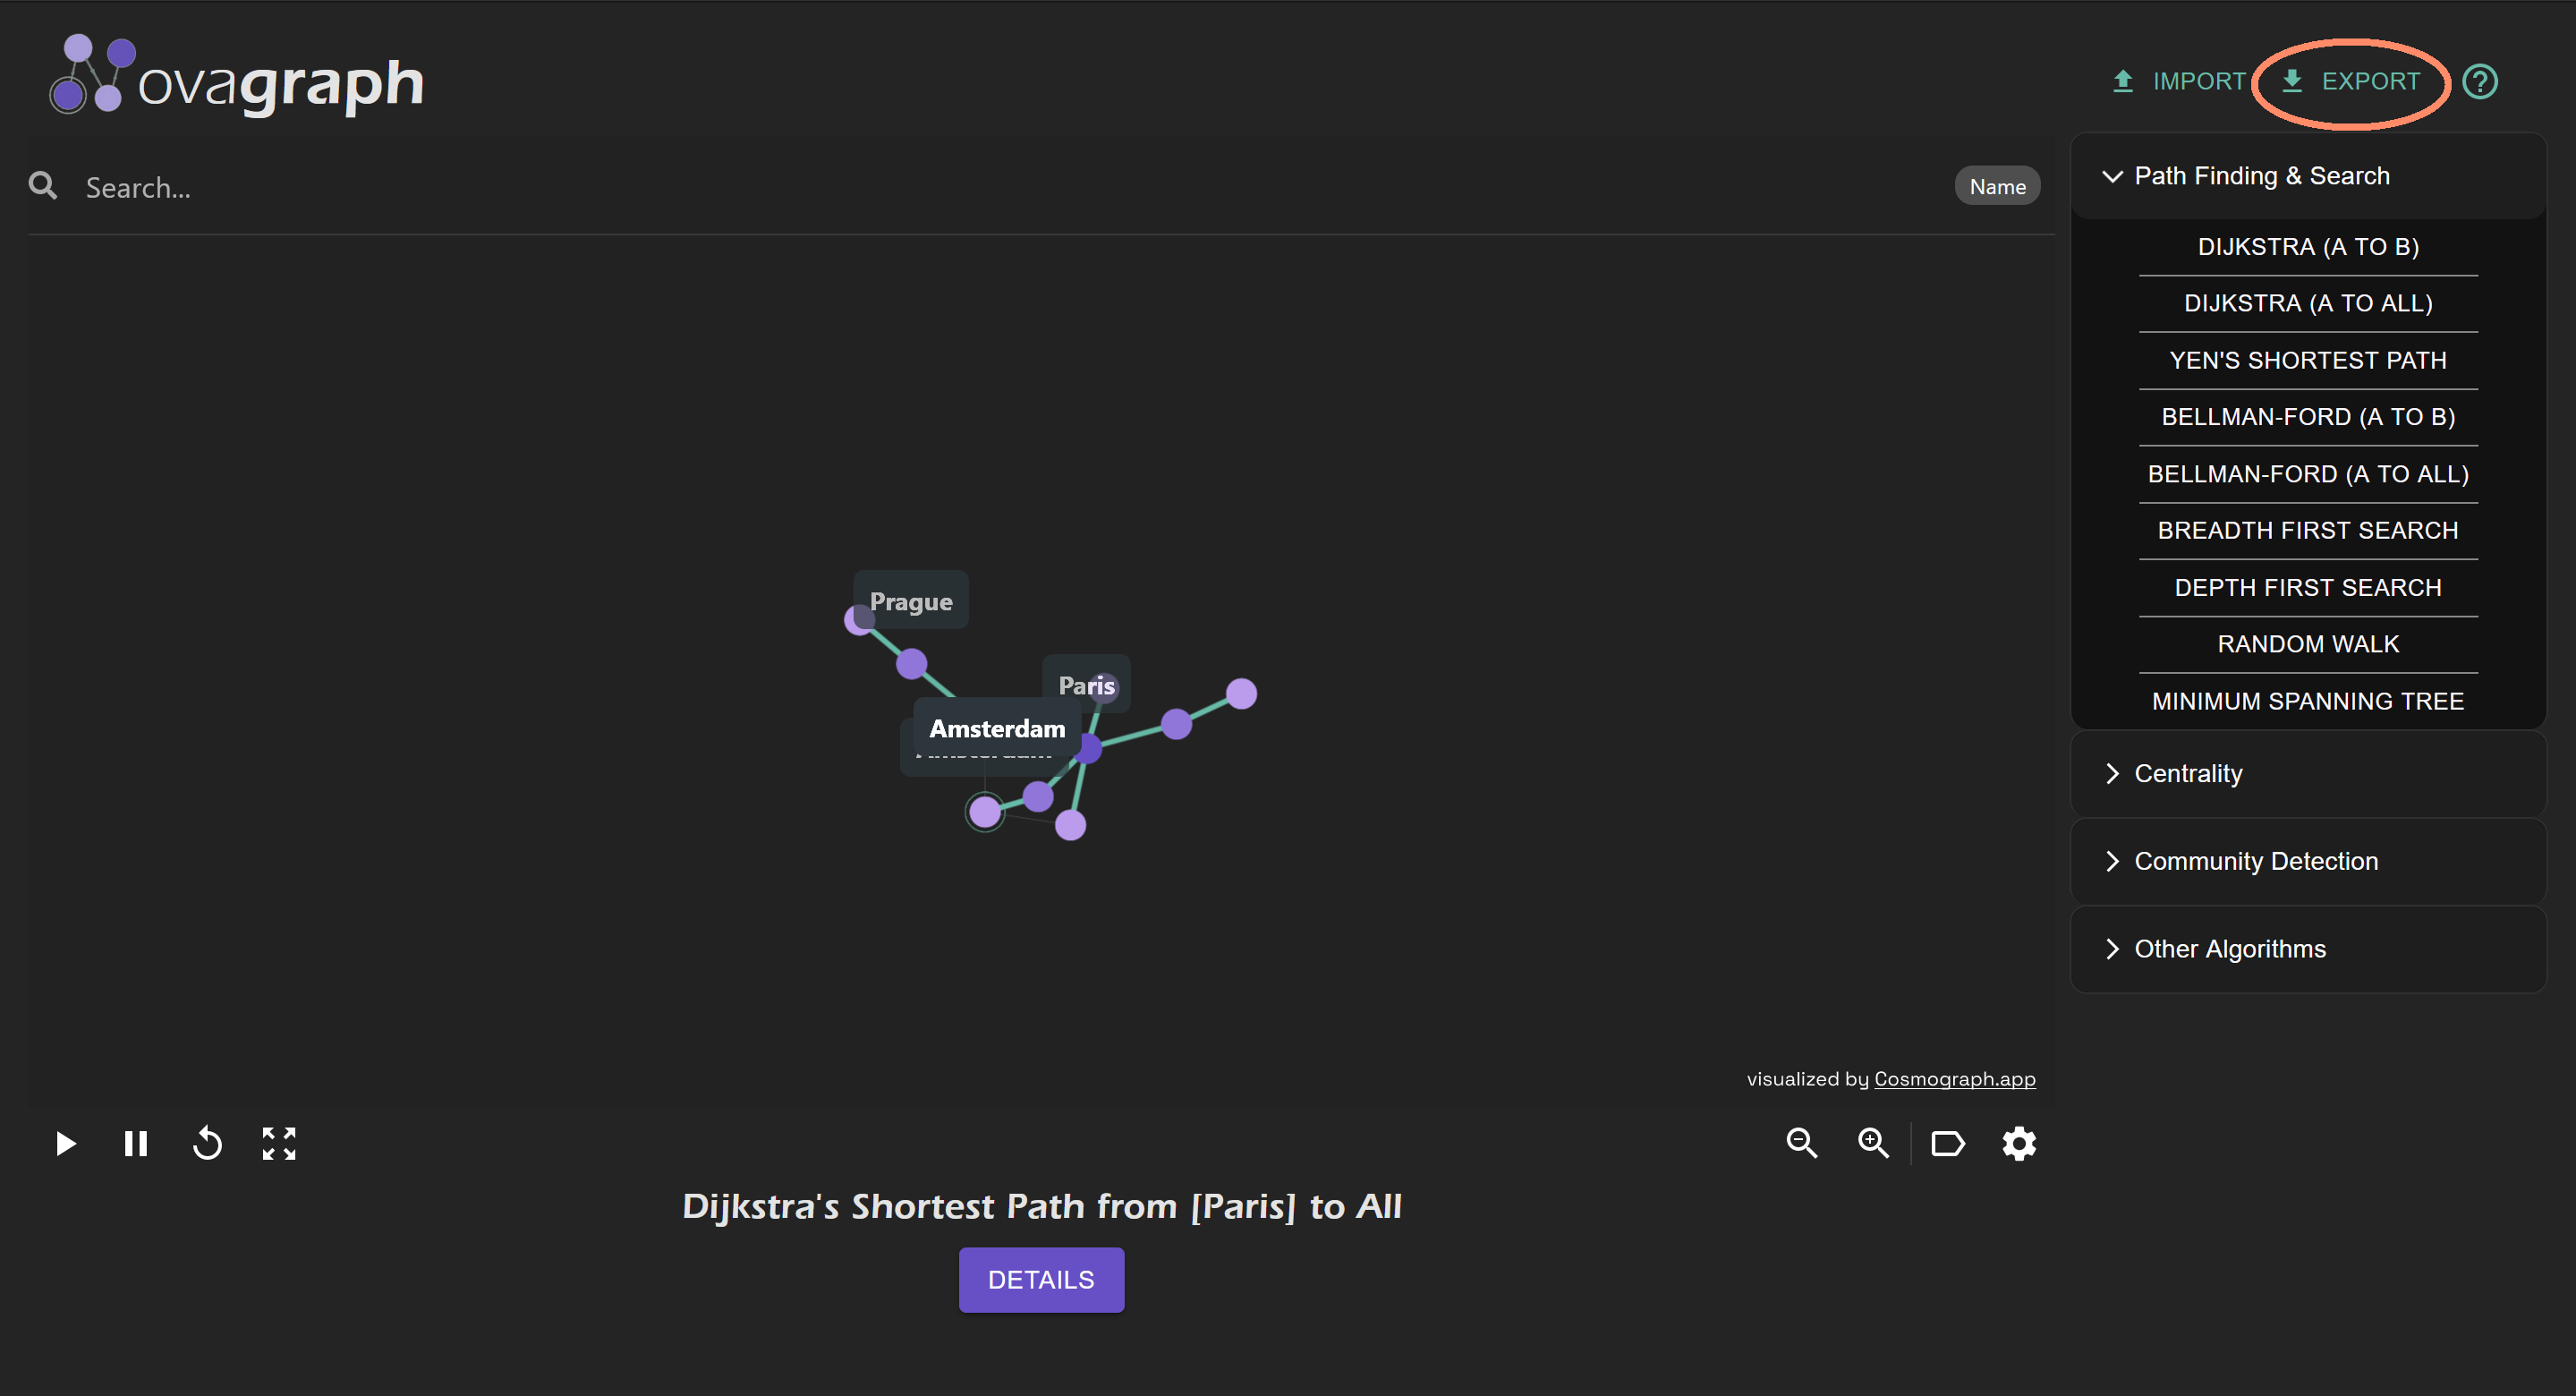 ovagraph
IMPORT
EXPORT
Search...
Name
Path Finding & Search
DIJKSTRA (A TO B)
DIJKSTRA (A TO ALL)
YEN'S SHORTEST PATH
BELLMAN-FORD (A TO B)
BELLMAN-FORD (A TO ALL)
BREADTH FIRST SEARCH
DEPTH FIRST SEARCH
RANDOM WALK
MINIMUM SPANNING TREE
Centrality
Community Detection
Other Algorithms
Prague
Paris
Amsterdam
visualized by Cosmograph.app
Dijkstra's Shortest Path from [Paris] to All
DETAILS